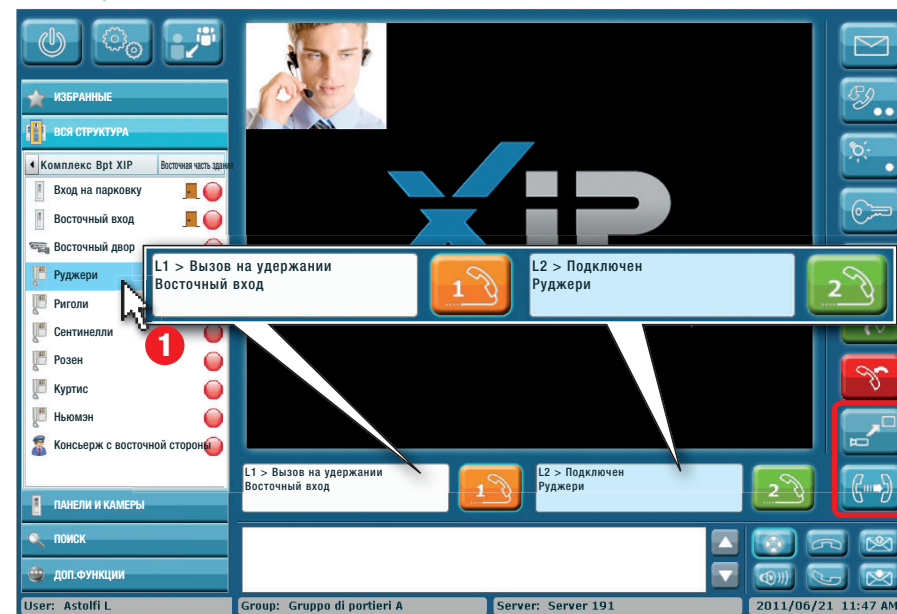 ИЗБРАННЫЕ
ВСЯ СТРУКТУРА
Комплекс Bpt XIP
Восточная часть здания
Вход на парковку
Восточный вход
Восточный двор
Руджери
Риголи
Сентинелли
Розен
Куртис
Ньюмэн
Консьерж с восточной стороны
ПАНЕЛИ И КАМЕРЫ
ПОИСК
ДОП.ФУНКЦИИ
XIP
L1 > Вызов на удержании
Восточный вход
1
L2 > Подключен
Руджери
2
1
L1 > Вызов на удержании
Восточный вход
1
L2 > Подключен
Руджери
2
User: Astolfi L
Group: Gruppo di portieri A
Server: Server 191
2011/06/21 11:47 AM